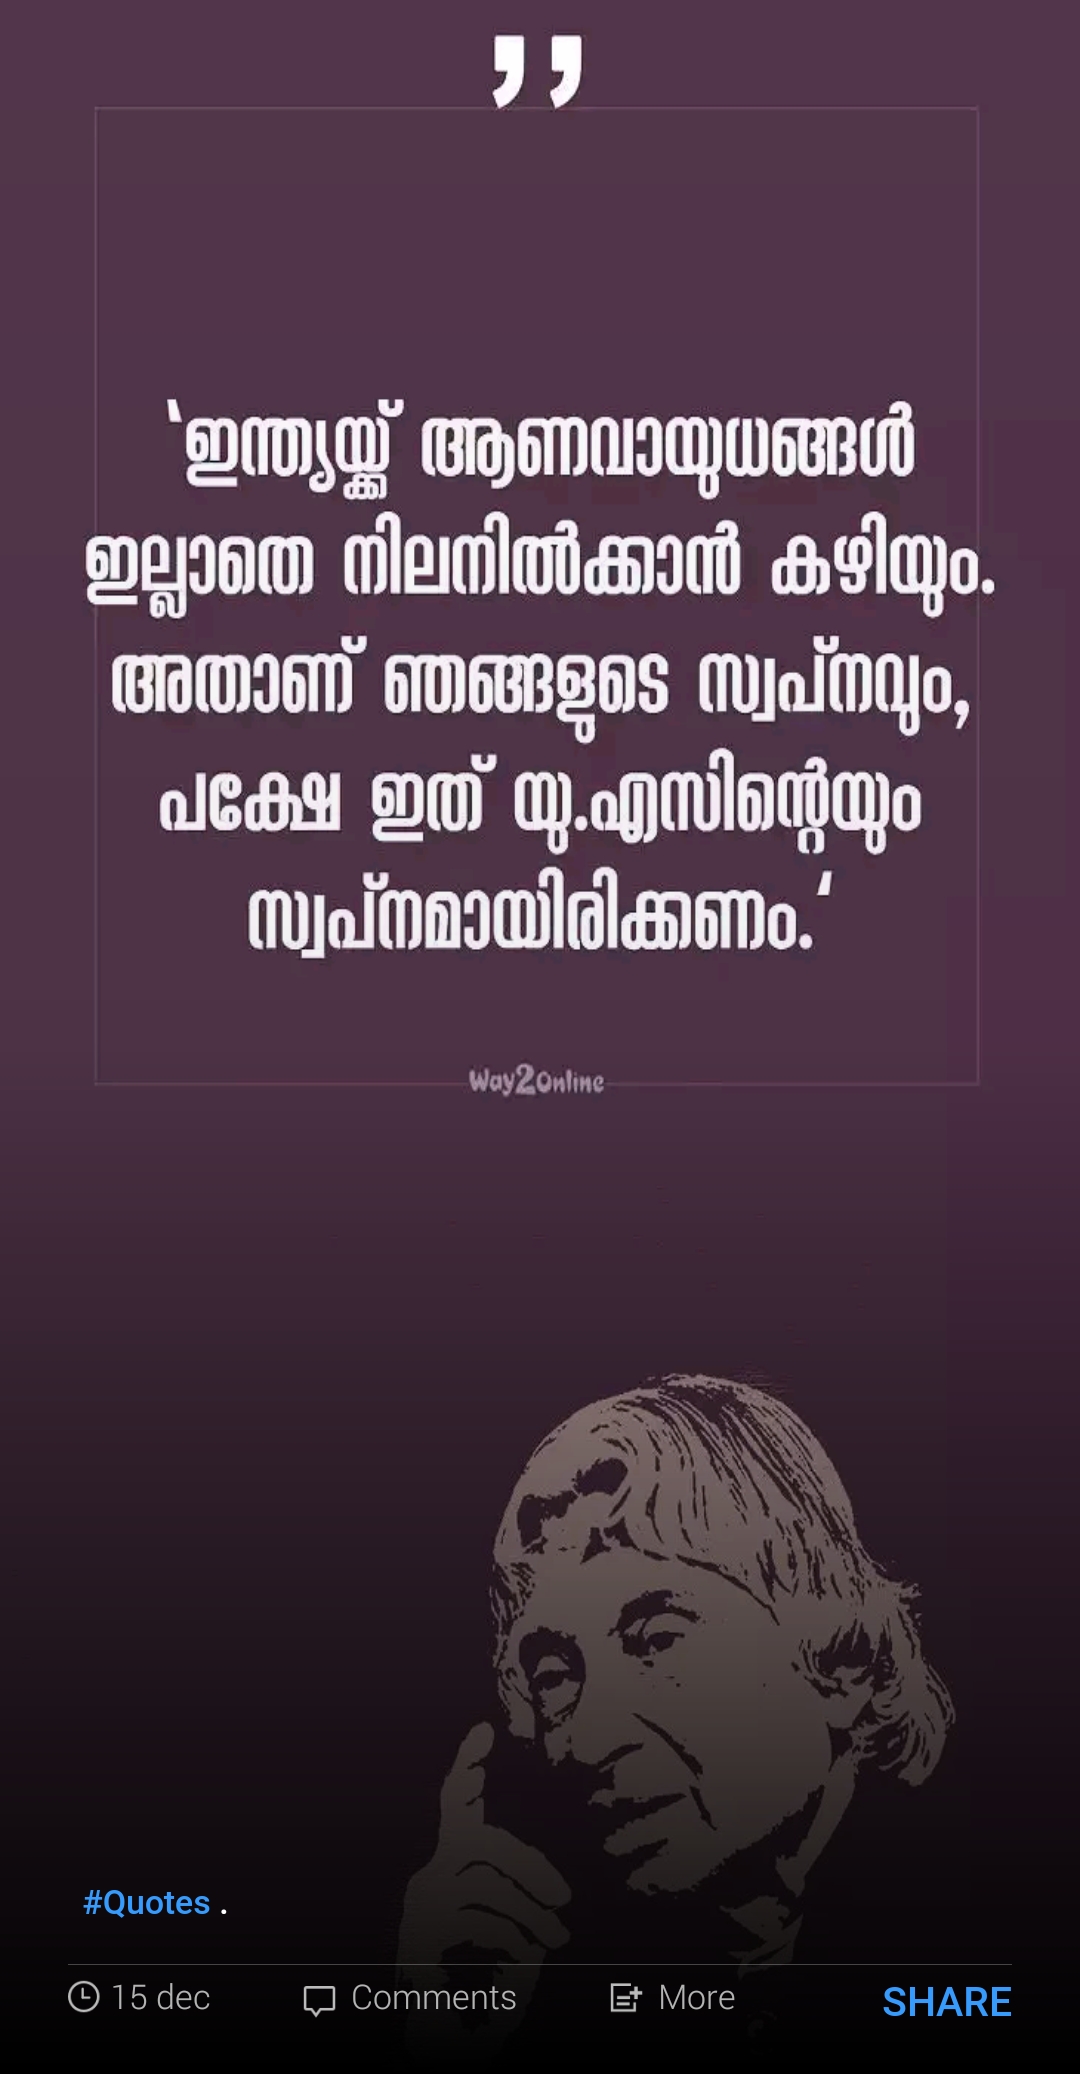 ’’
‘ഇന്ത്യയ്ക്ക് ആണവായുധങ്ങൾ
ഇല്ലാതെ നിലനിൽക്കാൻ കഴിയും.
അതാണ് ഞങ്ങളുടെ സ്വപ്നവും,
പക്ഷേ ഇത് യു.എസിന്റെയും
സ്വപ്നമായിരിക്കണം.‘
Way2Online
#Quotes .
15 dec Comments More SHARE